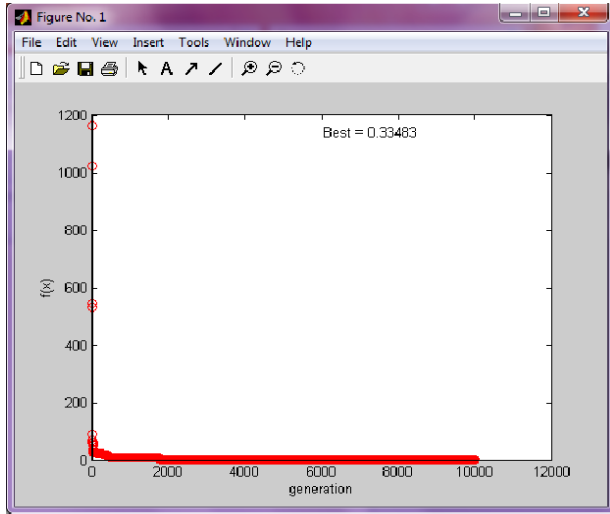 Figure No. 1
File Edit View Insert Tools Window Help
A
Best = 0.33483
1200
1000
800
600
400
200
0
f(x)
0 2000 4000 6000 8000 10000 12000
generation